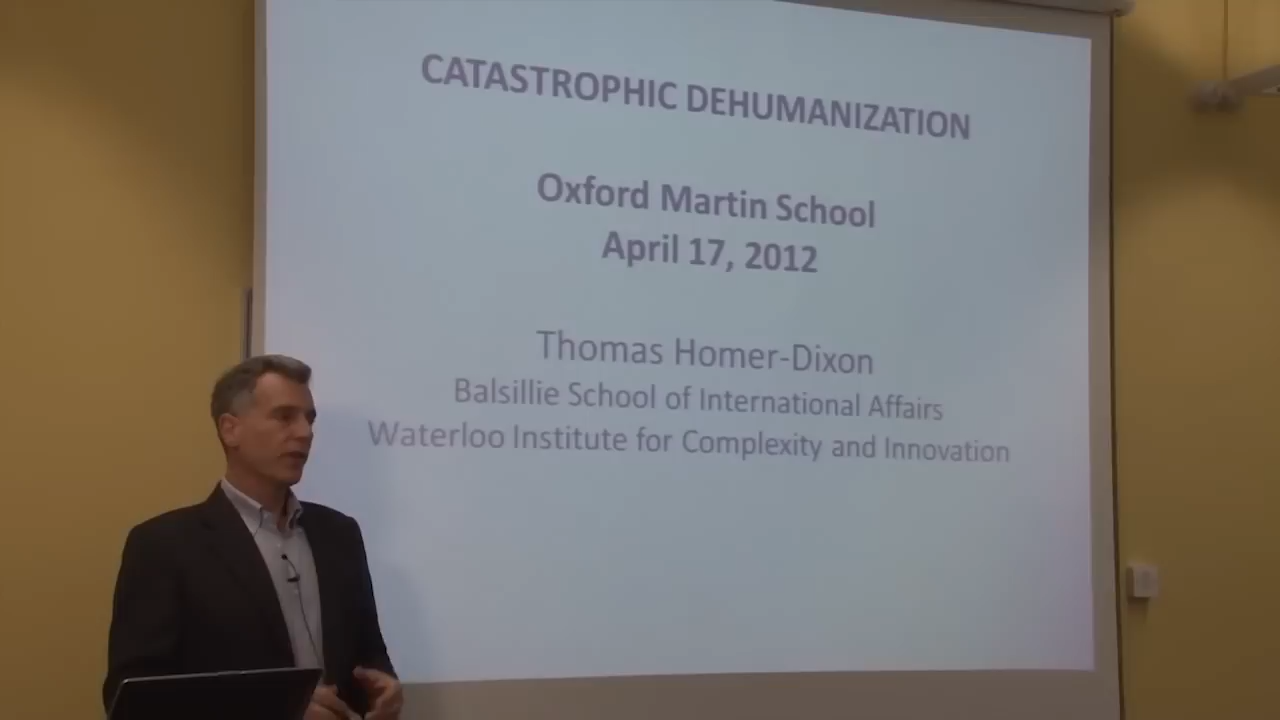 CATASTROPHIC DEHUMANIZATION
Oxford Martin School
April 17, 2012
Thomas Homer-Dixon
Balsillie School of International Affairs
Waterloo Institute for Complexity and Innovation